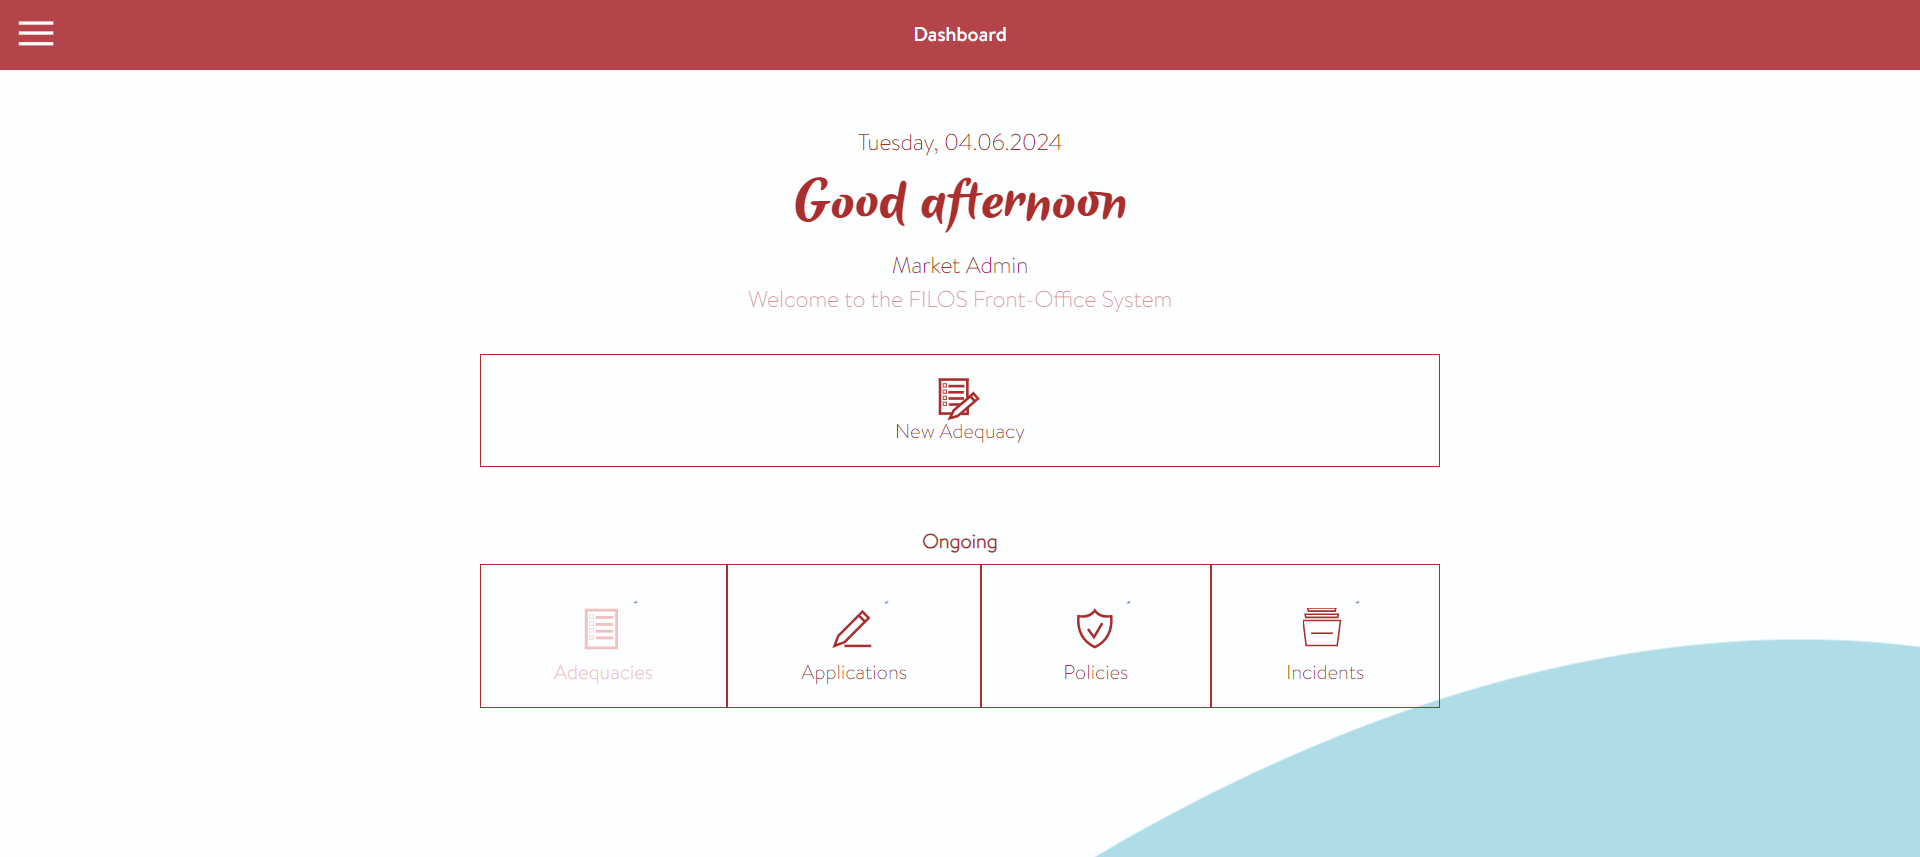 Dashboard
Tuesday, 04.06.2024
Good afternoon
Market Admin
Welcome to the FILOS Front-Office System
New Adequacy
Ongoing
Adequacies
Applications
Policies
Incidents